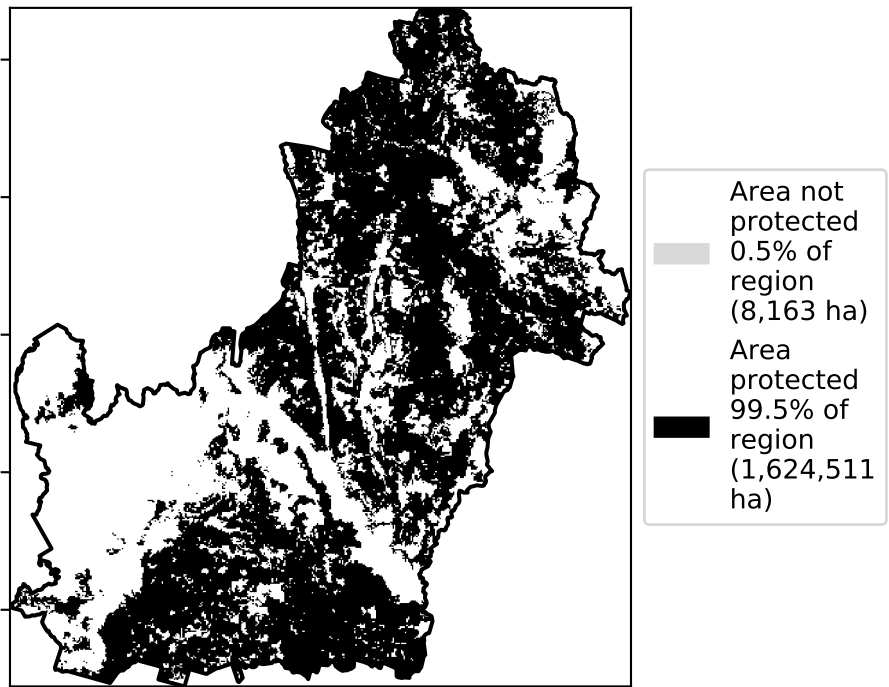 Area not
protected
0.5% of
region
(8,163 ha)
Area
protected
99.5% of
region
(1,624,511
ha)